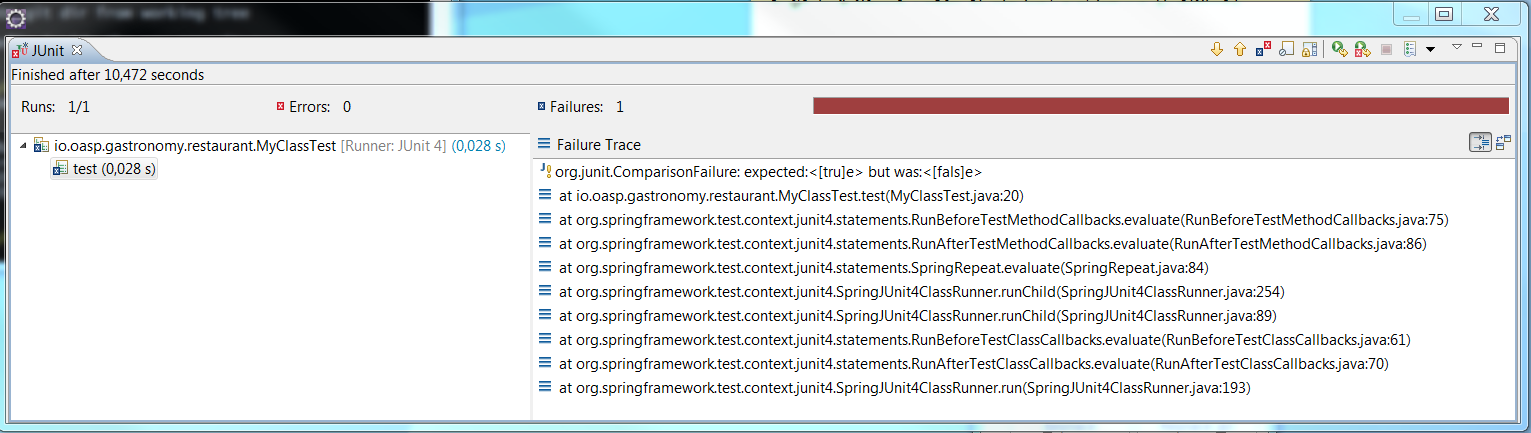 git dir from working tree
JUnit
Finished after 10,472 seconds
Runs: 1/1 Errors: 0 Failures: 1
io.oasp.gastronomy.restaurant.MyClassTest [Runner: JUnit 4] (0,028 s)
test (0,028 s)
Failure Trace
org.junit.ComparisonFailure: expected:<[tru]e> but was:<[fals]e>
at io.oasp.gastronomy.restaurant.MyClassTest.test(MyClassTest.java:20)
at org.springframework.test.context.junit4.statements.RunBeforeTestMethodCallbacks.evaluate(RunBeforeTestMethodCallbacks.java:75)
at org.springframework.test.context.junit4.statements.RunAfterTestMethodCallbacks.evaluate(RunAfterTestMethodCallbacks.java:86)
at org.springframework.test.context.junit4.statements.SpringRepeat.evaluate(SpringRepeat.java:84)
at org.springframework.test.context.junit4.SpringJUnit4ClassRunner.runChild(SpringJUnit4ClassRunner.java:254)
at org.springframework.test.context.junit4.SpringJUnit4ClassRunner.runChild(SpringJUnit4ClassRunner.java:89)
at org.springframework.test.context.junit4.statements.RunBeforeTestClassCallbacks.evaluate(RunBeforeTestClassCallbacks.java:61)
at org.springframework.test.context.junit4.statements.RunAfterTestClassCallbacks.evaluate(RunAfterTestClassCallbacks.java:70)
at org.springframework.test.context.junit4.SpringJUnit4ClassRunner.run(SpringJUnit4ClassRunner.java:193)